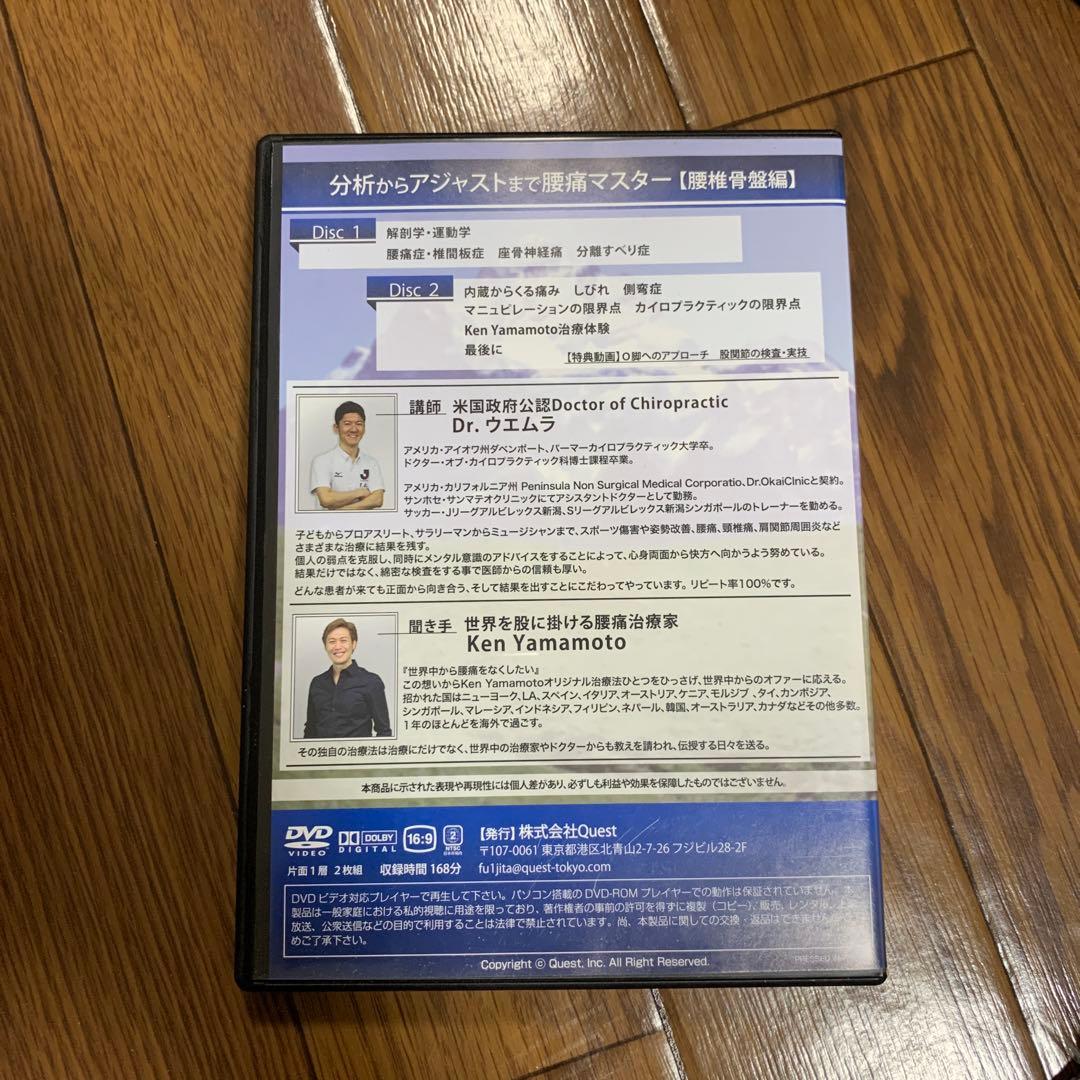 分析からアジャストまで腰痛マスター【腰椎骨盤編】
Disc 1
解剖学・運動学
腰痛症・椎間板症 座骨神経痛 分離すべり症
Disc 2
内蔵からくる痛み しびれ 側弯症
マニュピレーションの限界点 カイロプラクティックの限界点
Ken Yamamoto治療体験
最後に
【特典動画】O脚へのアプローチ 股関節の検査・実技
講師 米国政府公認Doctor of Chiropractic
Dr. ウエムラ
アメリカ・アイオワ州ダベンポート、パーマーカイロプラクティック大学卒。
ドクター・オブ・カイロプラクティック科博士課程卒業。
アメリカ・カリフォルニア州 Peninsula Non Surgical Medical Corporatio、Dr.OkaiClnicと契約。
サンホセ・サンマテオクリニックにてアシスタントドクターとして勤務。
サッカー・Jリーグアルビレックス新潟、Sリーグアルビレックス新潟シンガポールのトレーナーを勤める。
子どもからプロアスリート、サラリーマンからミュージシャンまで、スポーツ傷害や姿勢改善、腰痛、頸椎痛、肩関節周囲炎など
さまざまな治療に結果を残す。
個人の弱点を克服し、同時にメンタル意識のアドバイスをすることによって、心身両面から快方へ向かうよう努めている。
結果だけではなく、綿密な検査をする事で医師からの信頼も厚い。
どんな患者が来ても正面から向き合う、そして結果を出すことにこだわってやっています。リピート率100%です。
聞き手 世界を股に掛ける腰痛治療家
Ken Yamamoto
『世界中から腰痛をなくしたい』
この想いからKen Yamamotoオリジナル治療法ひとつをひっさげ、世界中からのオファーに応える。
招かれた国はニューヨーク、LA、スペイン、イタリア、オーストリア、ケニア、モルジブ、タイ、カンボジア、
シンガポール、マレーシア、インドネシア、フィリピン、ネパール、韓国、オーストラリア、カナダなどその他多数。
1年のほとんどを海外で過ごす。
その独自の治療法は治療にだけでなく、世界中の治療家やドクターからも教えを請われ、伝授する日々を送る。
本商品に示された表現や再現性には個人差があり、必ずしも利益や効果を保障したものではございません。
DVD VIDEO
DOLBY DIGITAL
16:9
2 NTSC
片面1層 2枚組 収録時間 168分
【発行】株式会社Quest
〒107-0061 東京都港区北青山2-7-26 フジビル28-2F
fu1jita@quest-tokyo.com
DVD ビデオ対応プレイヤーで再生して下さい。パソコン搭載の DVD-ROM プレイヤーでの動作は保証されていません。本
製品は一般家庭における私的視聴に用途を限っており、著作権者の事前の許可を得ずに複製（コピー）、販売、レンタル、上
放送、公衆送信などの目的で利用することは法律で禁止されています。尚、本製品に関しての交換・返品はできません
めご了承下さい。
Copyright © Quest, Inc. All Right Reserved.